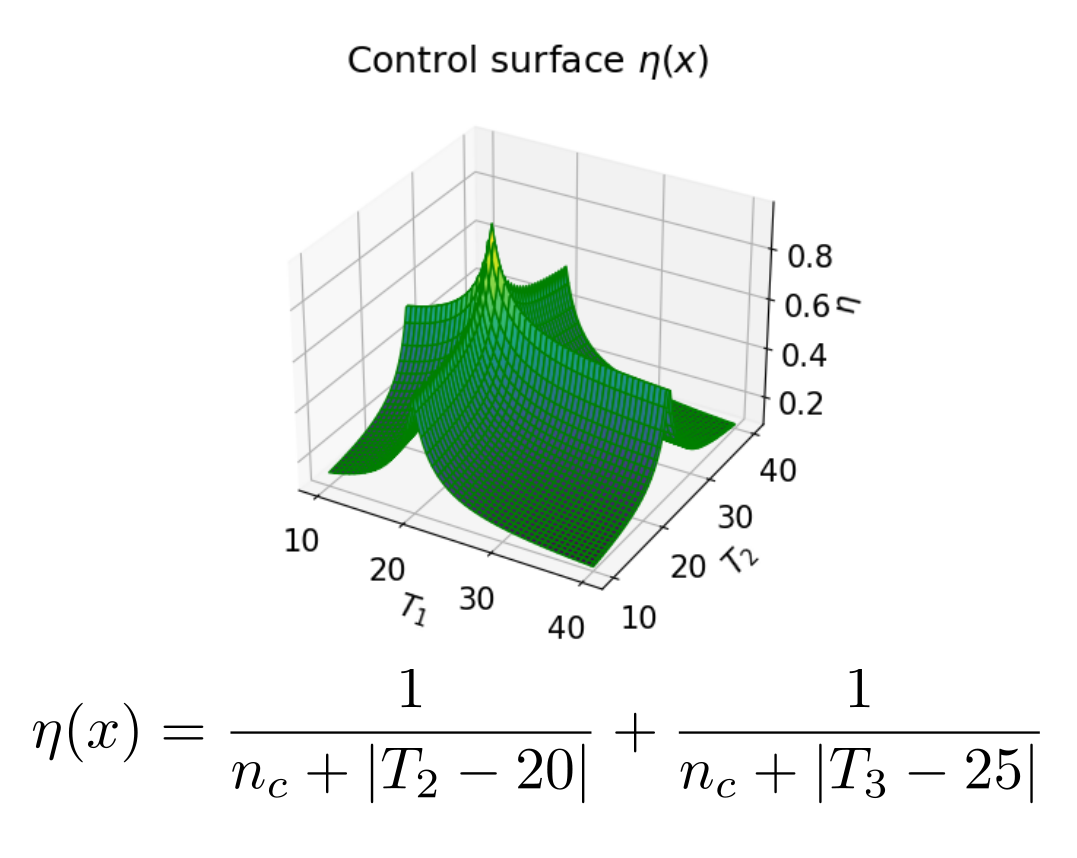 Control surface η(x)
0.8
0.6
η
0.4
0.2
10
20
30
40
T₁
10
20
30
40
T₂
η(x) = 1/(n_c + |T₂ − 20|) + 1/(n_c + |T₃ − 25|)